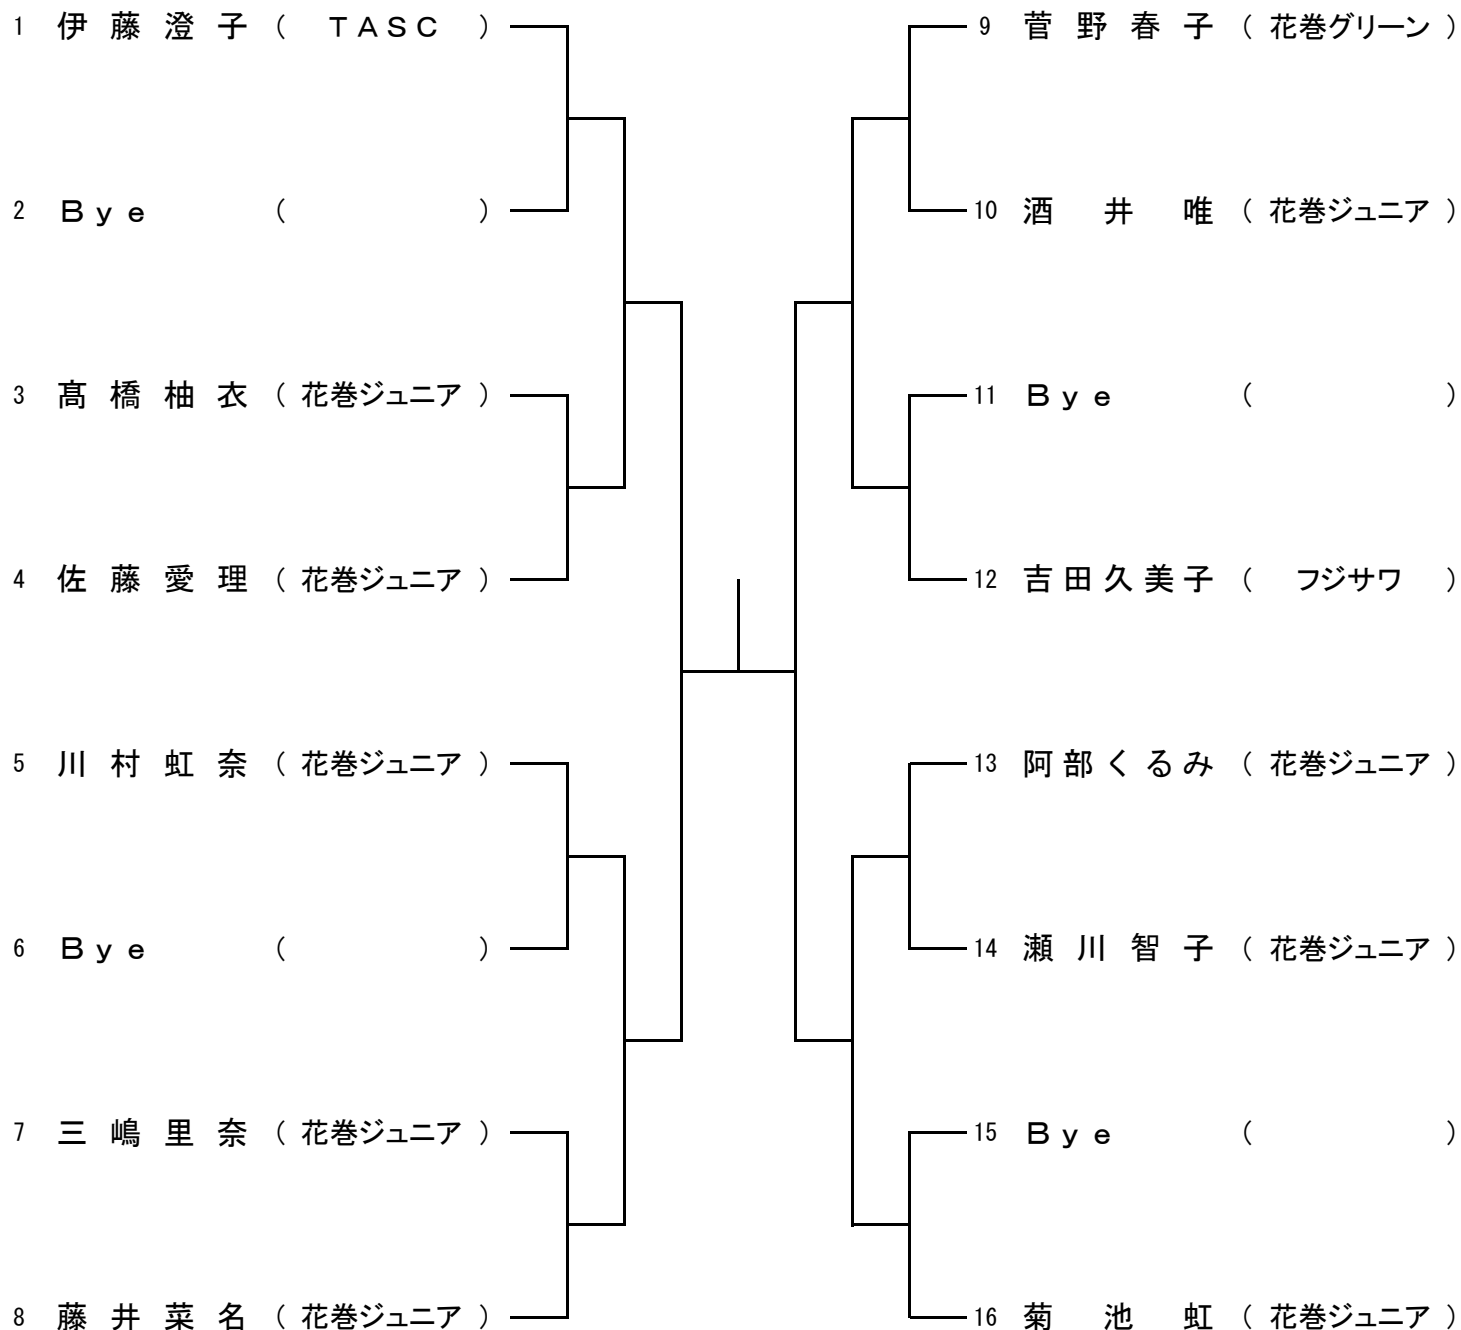 1 伊藤澄子 ( TASC )
2 Bye ( )
3 髙橋柚衣 ( 花巻ジュニア )
4 佐藤愛理 ( 花巻ジュニア )
5 川村虹奈 ( 花巻ジュニア )
6 Bye ( )
7 三嶋里奈 ( 花巻ジュニア )
8 藤井菜名 ( 花巻ジュニア )
9 菅野春子 ( 花巻グリーン )
10 酒井唯 ( 花巻ジュニア )
11 Bye ( )
12 吉田久美子 ( フジサワ )
13 阿部くるみ ( 花巻ジュニア )
14 瀬川智子 ( 花巻ジュニア )
15 Bye ( )
16 菊池虹 ( 花巻ジュニア )